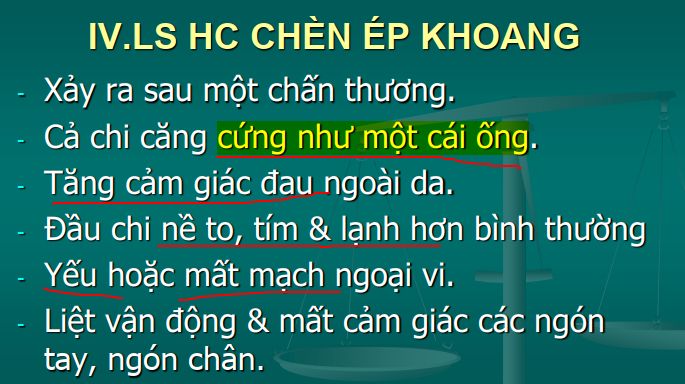 IV.LS HC CHÈN ÉP KHOANG
- Xảy ra sau một chấn thương.
- Cả chi căng cứng như một cái ống.
- Tăng cảm giác đau ngoài da.
- Đầu chi nề to, tím & lạnh hơn bình thường
- Yếu hoặc mất mạch ngoại vi.
- Liệt vận động & mất cảm giác các ngón
tay, ngón chân.